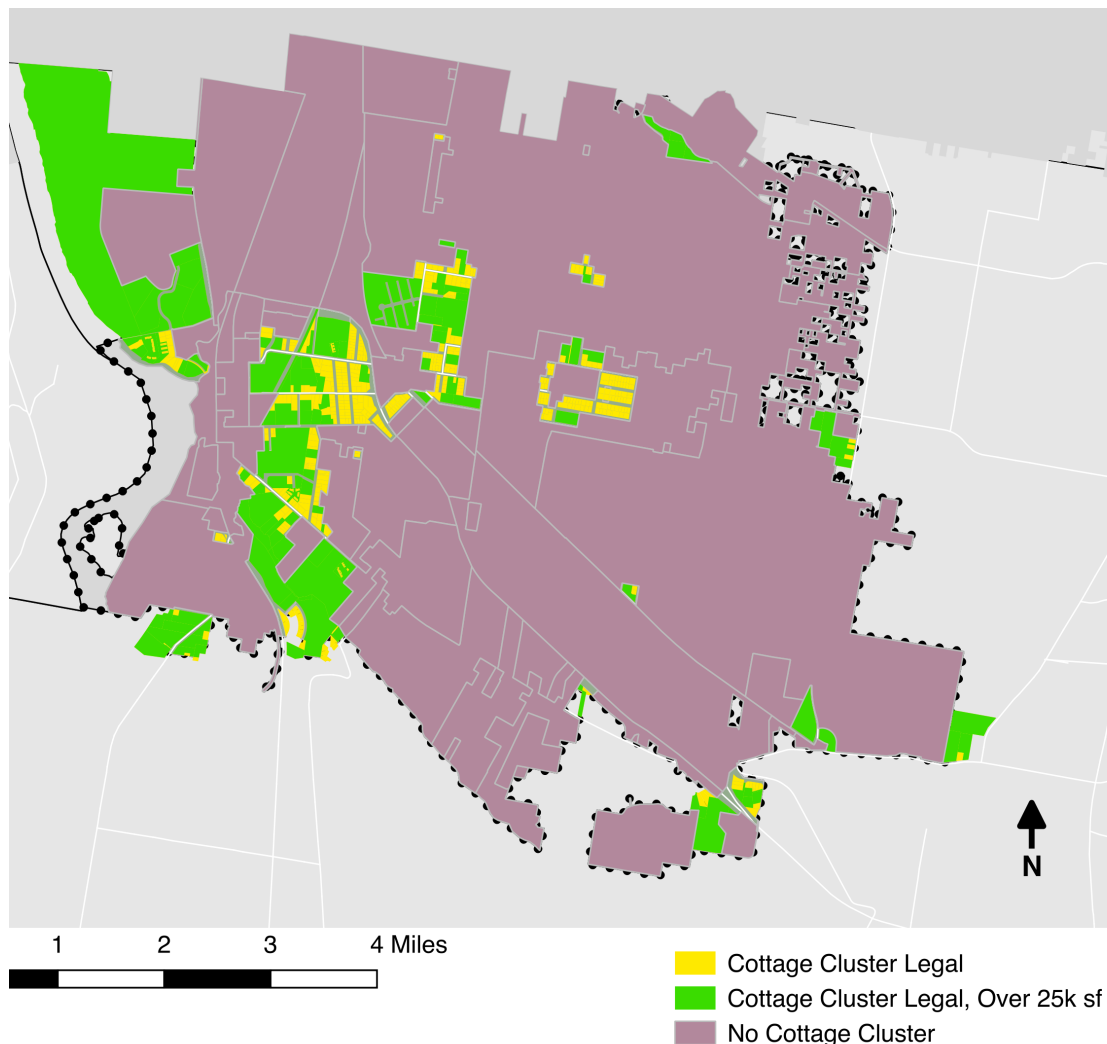 N
1 2 3 4 Miles
Cottage Cluster Legal
Cottage Cluster Legal, Over 25k sf
No Cottage Cluster